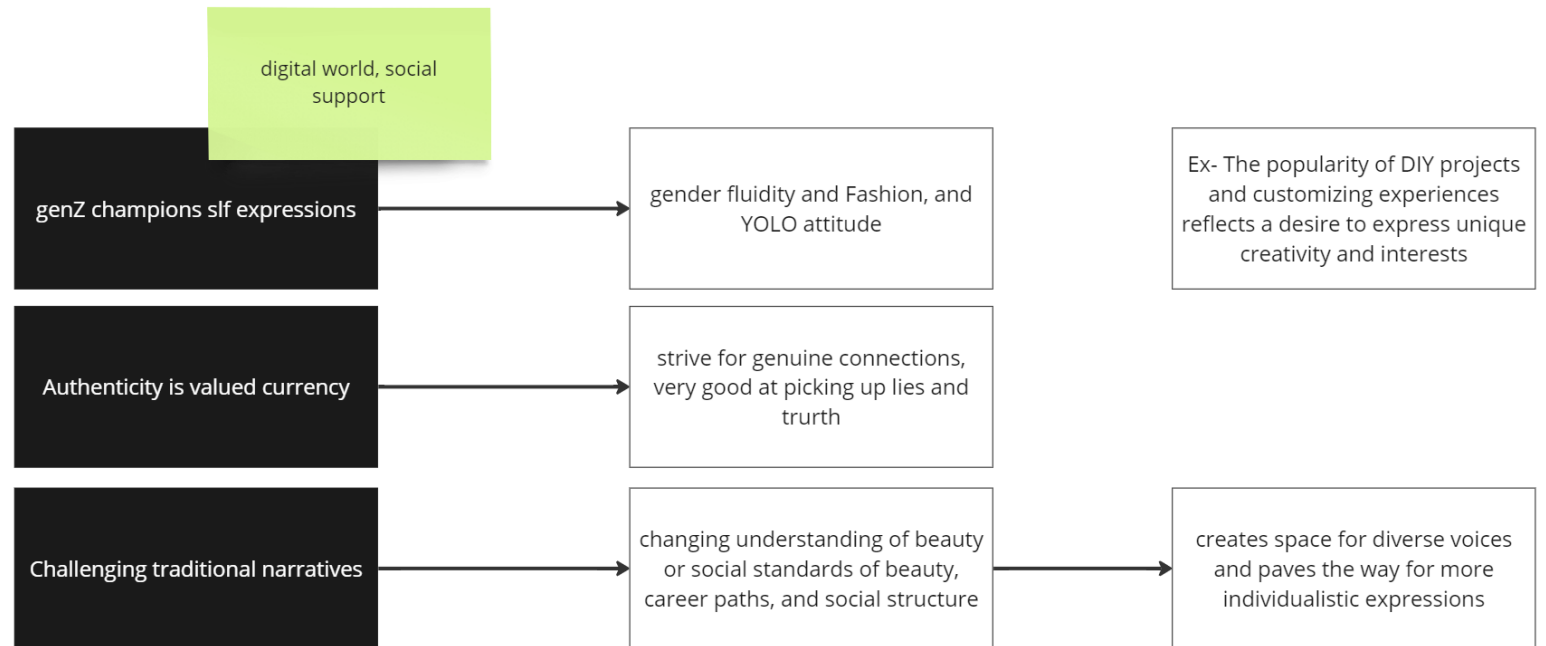 digital world, social
support
genZ champions slf expressions
gender fluidity and Fashion, and
YOLO attitude
Ex- The popularity of DIY projects
and customizing experiences
reflects a desire to express unique
creativity and interests
Authenticity is valued currency
strive for genuine connections,
very good at picking up lies and
trurth
Challenging traditional narratives
changing understanding of beauty
or social standards of beauty,
career paths, and social structure
creates space for diverse voices
and paves the way for more
individualistic expressions